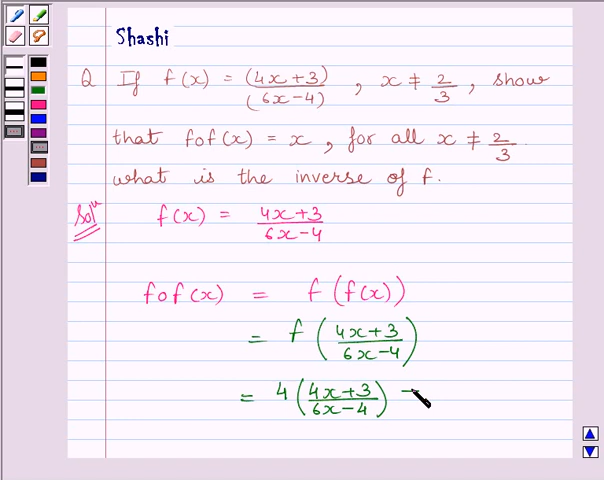 Shashi
Q If f(x) = (4x+3)/(6x-4) , x ≠ 2/3 , show
that fof(x) = x , for all x ≠ 2/3.
what is the inverse of f.
Solⁿ f(x) = 4x+3/6x-4
fof(x) = f(f(x))
= f(4x+3/6x-4)
= 4(4x+3/6x-4)